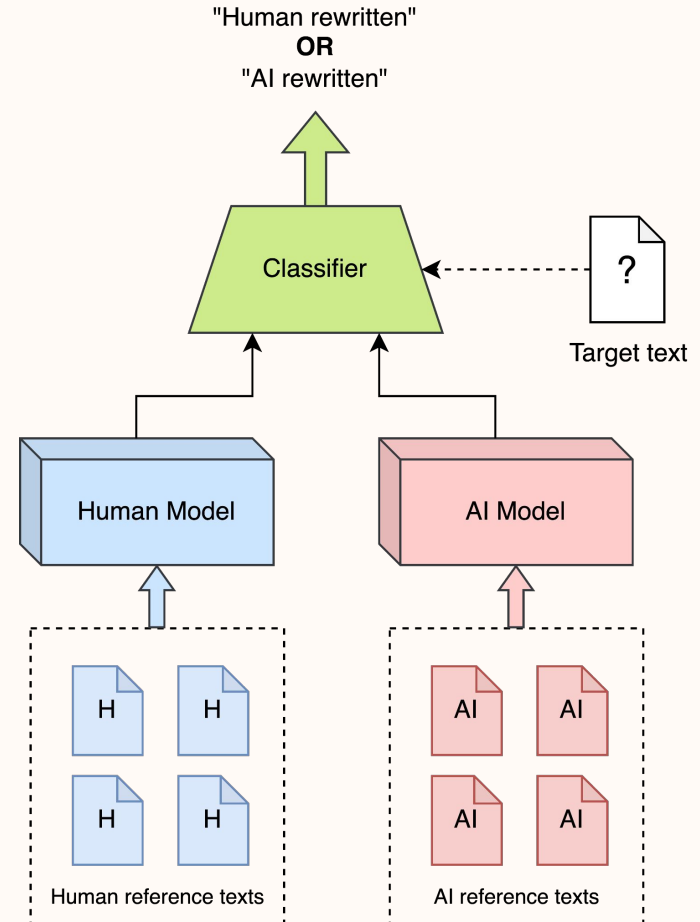 "Human rewritten"
OR
"AI rewritten"
Classifier
?
Target text
Human Model
AI Model
H
H
AI
AI
H
H
AI
AI
Human reference texts
AI reference texts